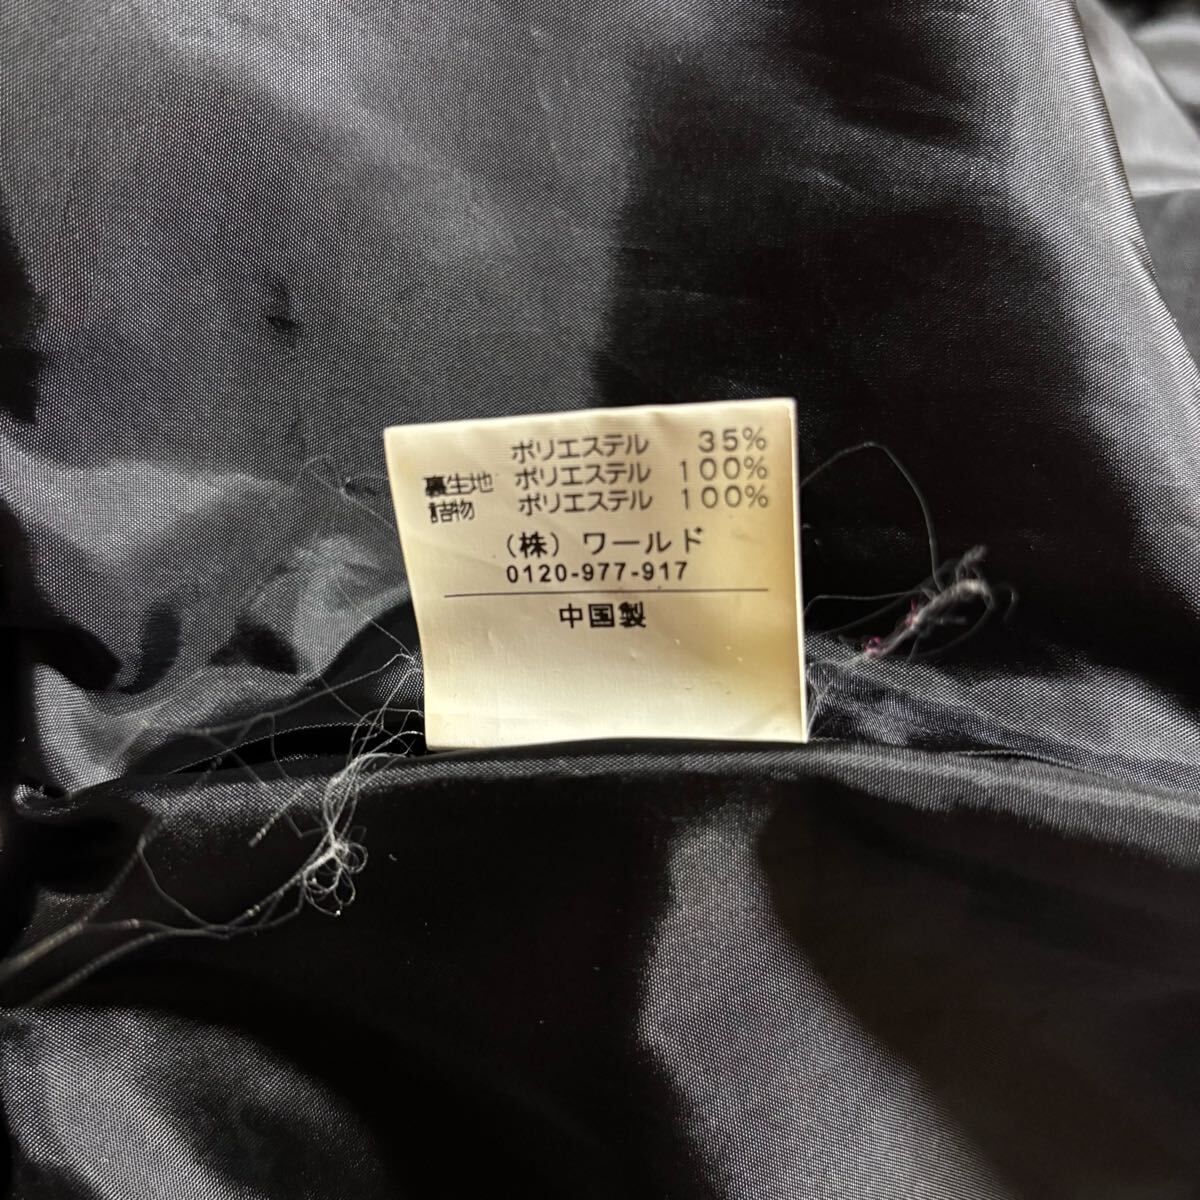 ポリエステル 35%
裏生地 ポリエステル 100%
詰物 ポリエステル 100%
(株) ワールド
0120-977-917
中国製